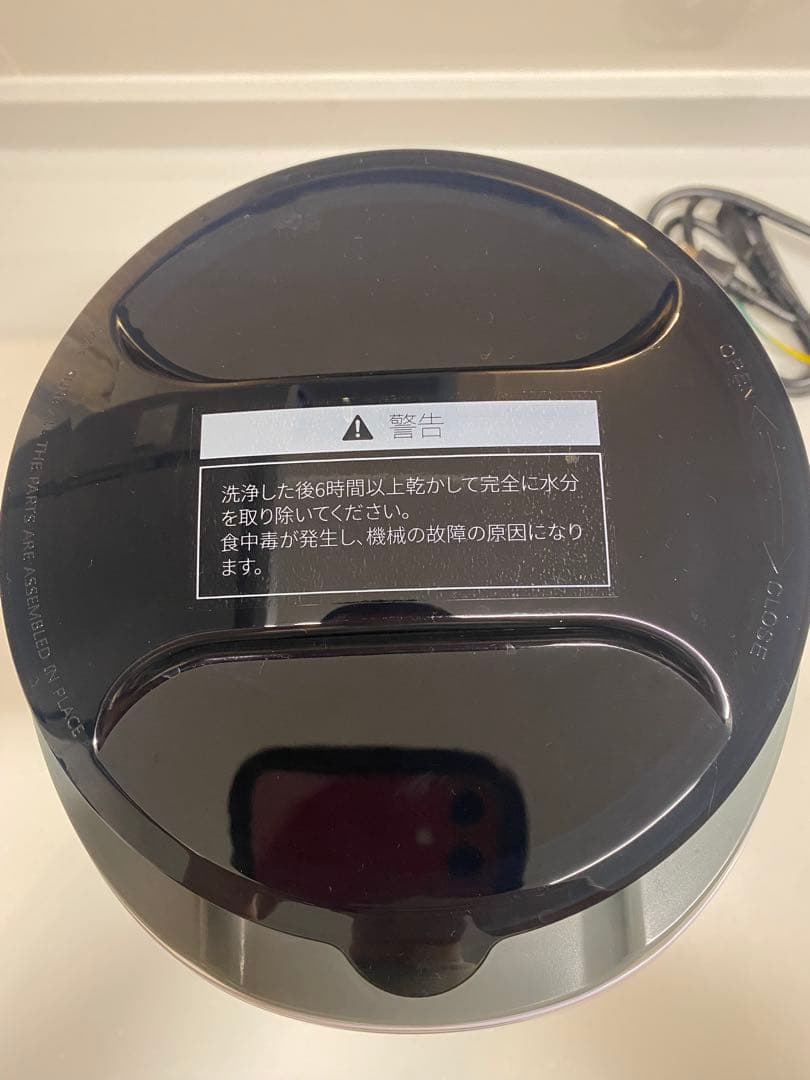 警告
洗浄した後6時間以上乾かして完全に水分
を取り除いてください。
食中毒が発生し、機械の故障の原因になり
ます。
OPEN
CLOSE
THE PARTS ARE ASSEMBLED IN PLACE